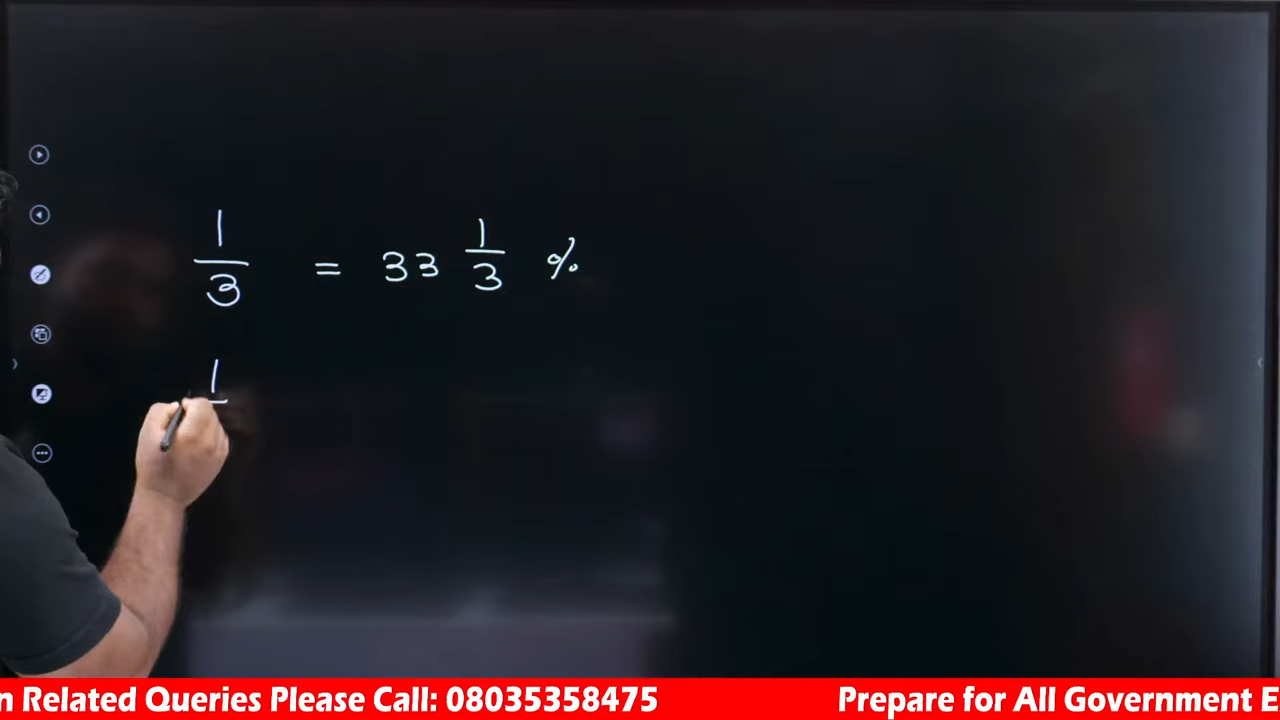 1/3 = 33 1/3 %
1
n Related Queries Please Call: 08035358475 Prepare for All Government E